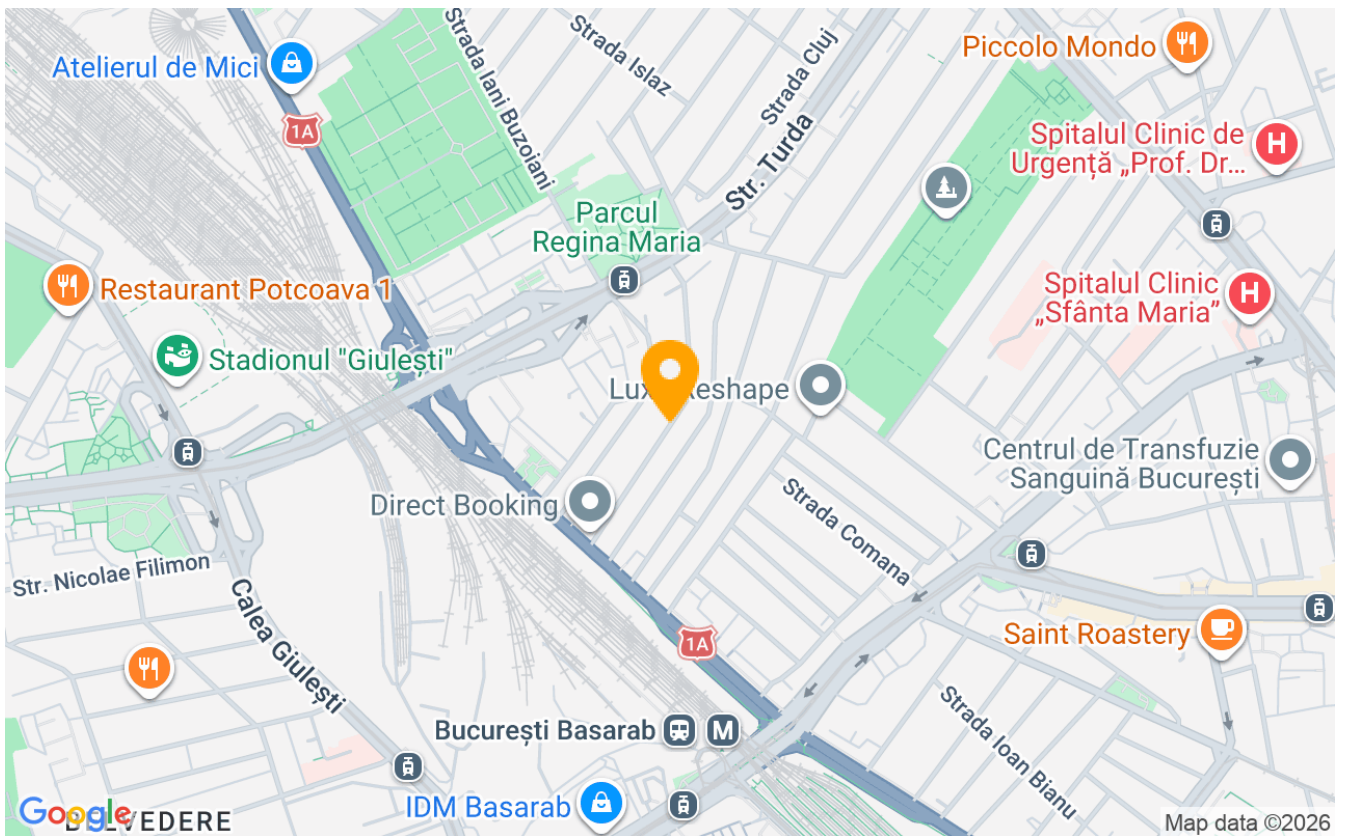 Atelierul de Mici
1A
Strada Iani Buzoiani
Strada Islaz
Strada Cluj
Str. Turda
Piccolo Mondo
Spitalul Clinic de
Urgență „Prof. Dr...
H
Parcul
Regina Maria
Restaurant Potcoava 1
Spitalul Clinic
„Sfânta Maria”
H
Stadionul "Giulești"
Reshape
Centrul de Transfuzie
Sanguină București
Direct Booking
Strada Comana
Str. Nicolae Filimon
Calea Giulești
1A
Saint Roastery
București Basarab
M
Strada Ioan Bianu
IDM Basarab
Google
BELVEDERE
Map data ©2026